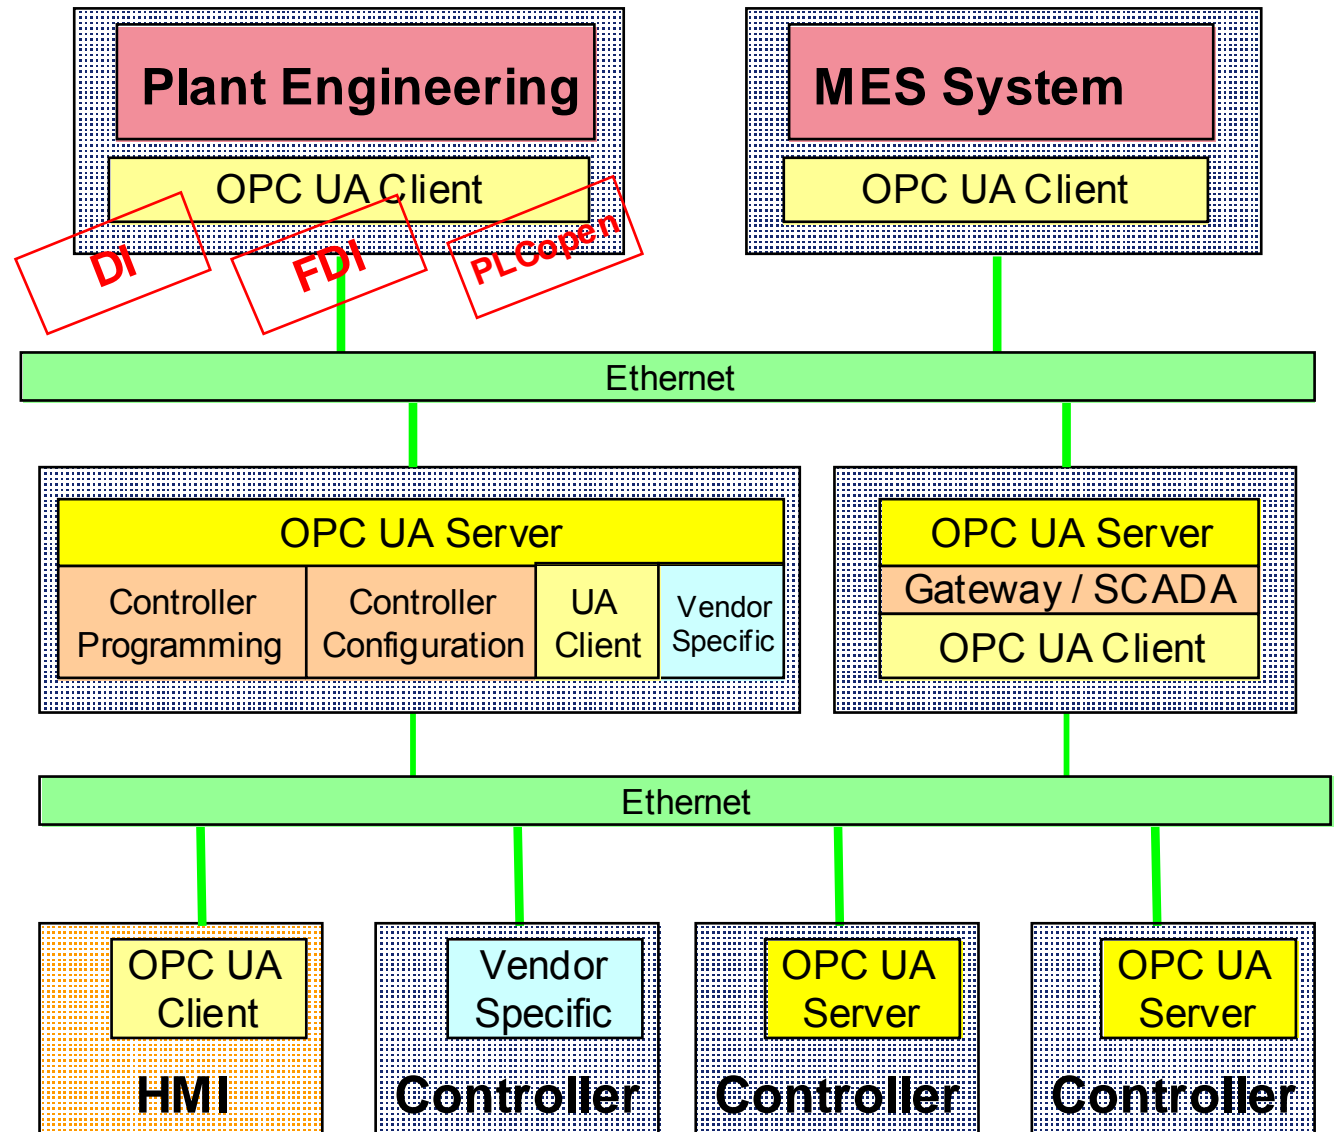 Plant Engineering
OPC UA Client
DI
FDI
PLCopen
MES System
OPC UA Client
Ethernet
OPC UA Server
Controller
Programming
Controller
Configuration
UA
Client
Vendor
Specific
OPC UA Server
Gateway / SCADA
OPC UA Client
Ethernet
OPC UA
Client
HMI
Vendor
Specific
Controller
OPC UA
Server
Controller
OPC UA
Server
Controller